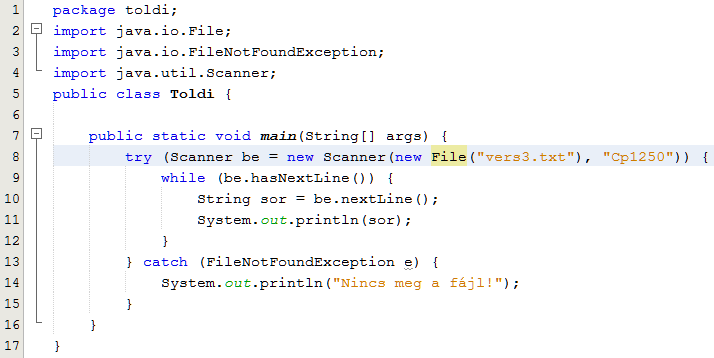 1 package toldi;
2 import java.io.File;
3 import java.io.FileNotFoundException;
4 import java.util.Scanner;
5 public class Toldi {
6
7     public static void main(String[] args) {
8         try (Scanner be = new Scanner(new File("vers3.txt"), "Cp1250")) {
9             while (be.hasNextLine()) {
10                 String sor = be.nextLine();
11                 System.out.println(sor);
12             }
13         } catch (FileNotFoundException e) {
14             System.out.println("Nincs meg a fájl!");
15         }
16     }
17 }